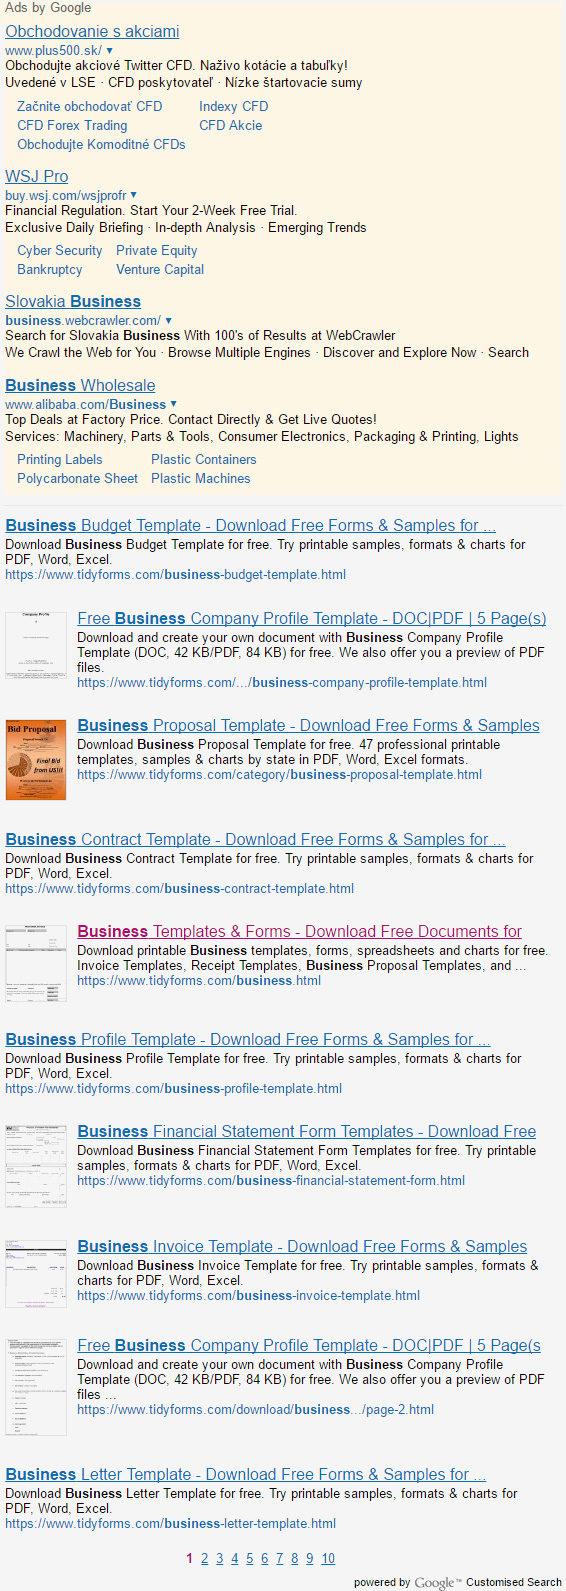 Ads by Google
Obchodovanie s akciami
www.plus500.sk/ ▼
Obchodujte akciové Twitter CFD. Naživo kotácie a tabuľky!
Uvedené v LSE · CFD poskytovateľ · Nízke štartovacie sumy
Začnite obchodovať CFD Indexy CFD
CFD Forex Trading CFD Akcie
Obchodujte Komoditné CFDs
WSJ Pro
buy.wsj.com/wsjprofr ▼
Financial Regulation. Start Your 2-Week Free Trial.
Exclusive Daily Briefing · In-depth Analysis · Emerging Trends
Cyber Security Private Equity
Bankruptcy Venture Capital
Slovakia Business
business.webcrawler.com/ ▼
Search for Slovakia Business With 100's of Results at WebCrawler
We Crawl the Web for You · Browse Multiple Engines · Discover and Explore Now · Search
Business Wholesale
www.alibaba.com/Business ▼
Top Deals at Factory Price. Contact Directly & Get Live Quotes!
Services: Machinery, Parts & Tools, Consumer Electronics, Packaging & Printing, Lights
Printing Labels Plastic Containers
Polycarbonate Sheet Plastic Machines
Business Budget Template - Download Free Forms & Samples for ...
Download Business Budget Template for free. Try printable samples, formats & charts for
PDF, Word, Excel.
https://www.tidyforms.com/business-budget-template.html
Company Profile
Free Business Company Profile Template - DOC|PDF | 5 Page(s)
Download and create your own document with Business Company Profile
Template (DOC, 42 KB/PDF, 84 KB) for free. We also offer you a preview of PDF
files.
https://www.tidyforms.com/.../business-company-profile-template.html
Bid Proposal
Final Bid
from US!!!
Business Proposal Template - Download Free Forms & Samples
Download Business Proposal Template for free. 47 professional printable
templates, samples & charts by state in PDF, Word, Excel formats.
https://www.tidyforms.com/category/business-proposal-template.html
Business Contract Template - Download Free Forms & Samples for ...
Download Business Contract Template for free. Try printable samples, formats & charts for
PDF, Word, Excel.
https://www.tidyforms.com/business-contract-template.html
Business Templates & Forms - Download Free Documents for
Download printable Business templates, forms, spreadsheets and charts for free.
Invoice Templates, Receipt Templates, Business Proposal Templates, and ...
https://www.tidyforms.com/business.html
Business Profile Template - Download Free Forms & Samples for ...
Download Business Profile Template for free. Try printable samples, formats & charts for
PDF, Word, Excel.
https://www.tidyforms.com/business-profile-template.html
Business Financial Statement Form Templates - Download Free
Download Business Financial Statement Form Templates for free. Try printable
samples, formats & charts for PDF, Word, Excel.
https://www.tidyforms.com/business-financial-statement-form.html
Business Invoice Template - Download Free Forms & Samples
Download Business Invoice Template for free. Try printable samples, formats &
charts for PDF, Word, Excel.
https://www.tidyforms.com/business-invoice-template.html
Free Business Company Profile Template - DOC|PDF | 5 Page(s
Download and create your own document with Business Company Profile
Template (DOC, 42 KB/PDF, 84 KB) for free. We also offer you a preview of PDF
files ...
https://www.tidyforms.com/download/business.../page-2.html
Business Letter Template - Download Free Forms & Samples for ...
Download Business Letter Template for free. Try printable samples, formats & charts for
PDF, Word, Excel.
https://www.tidyforms.com/business-letter-template.html
1 2 3 4 5 6 7 8 9 10
powered by Google™ Customised Search